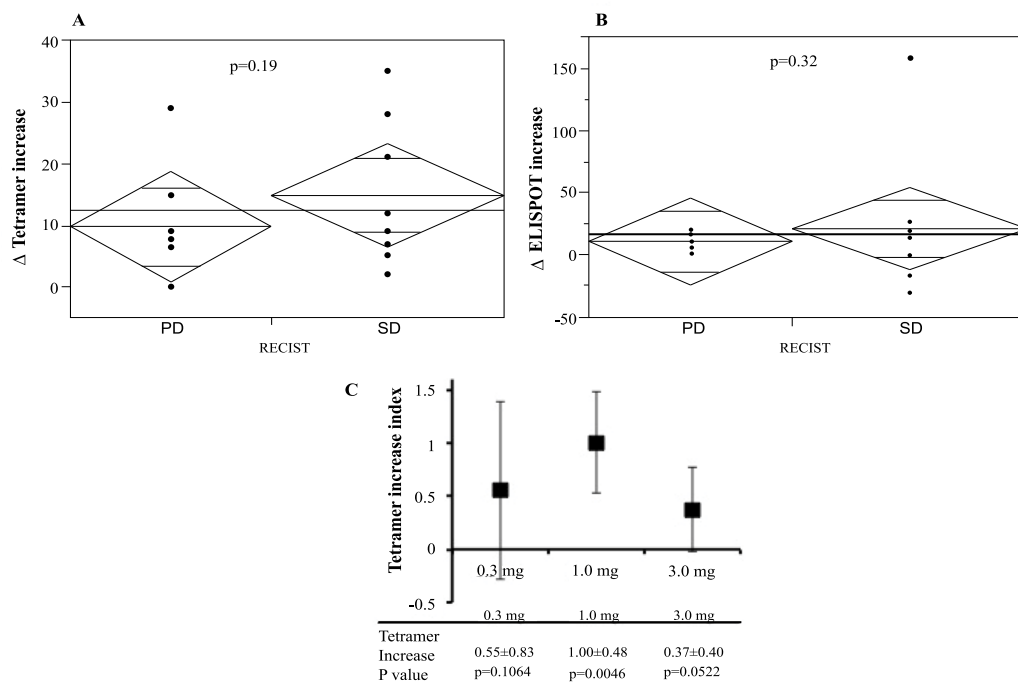 A
p=0.19
Δ Tetramer increase
40
30
20
10
0
PD
SD
RECIST
B
p=0.32
Δ ELISPOT increase
150
100
50
0
-50
PD
SD
RECIST
C
Tetramer increase index
1.5
1
0.5
0
-0.5
0.3 mg 1.0 mg 3.0 mg
0.3 mg 1.0 mg 3.0 mg
Tetramer
Increase 0.55±0.83 1.00±0.48 0.37±0.40
P value p=0.1064 p=0.0046 p=0.0522